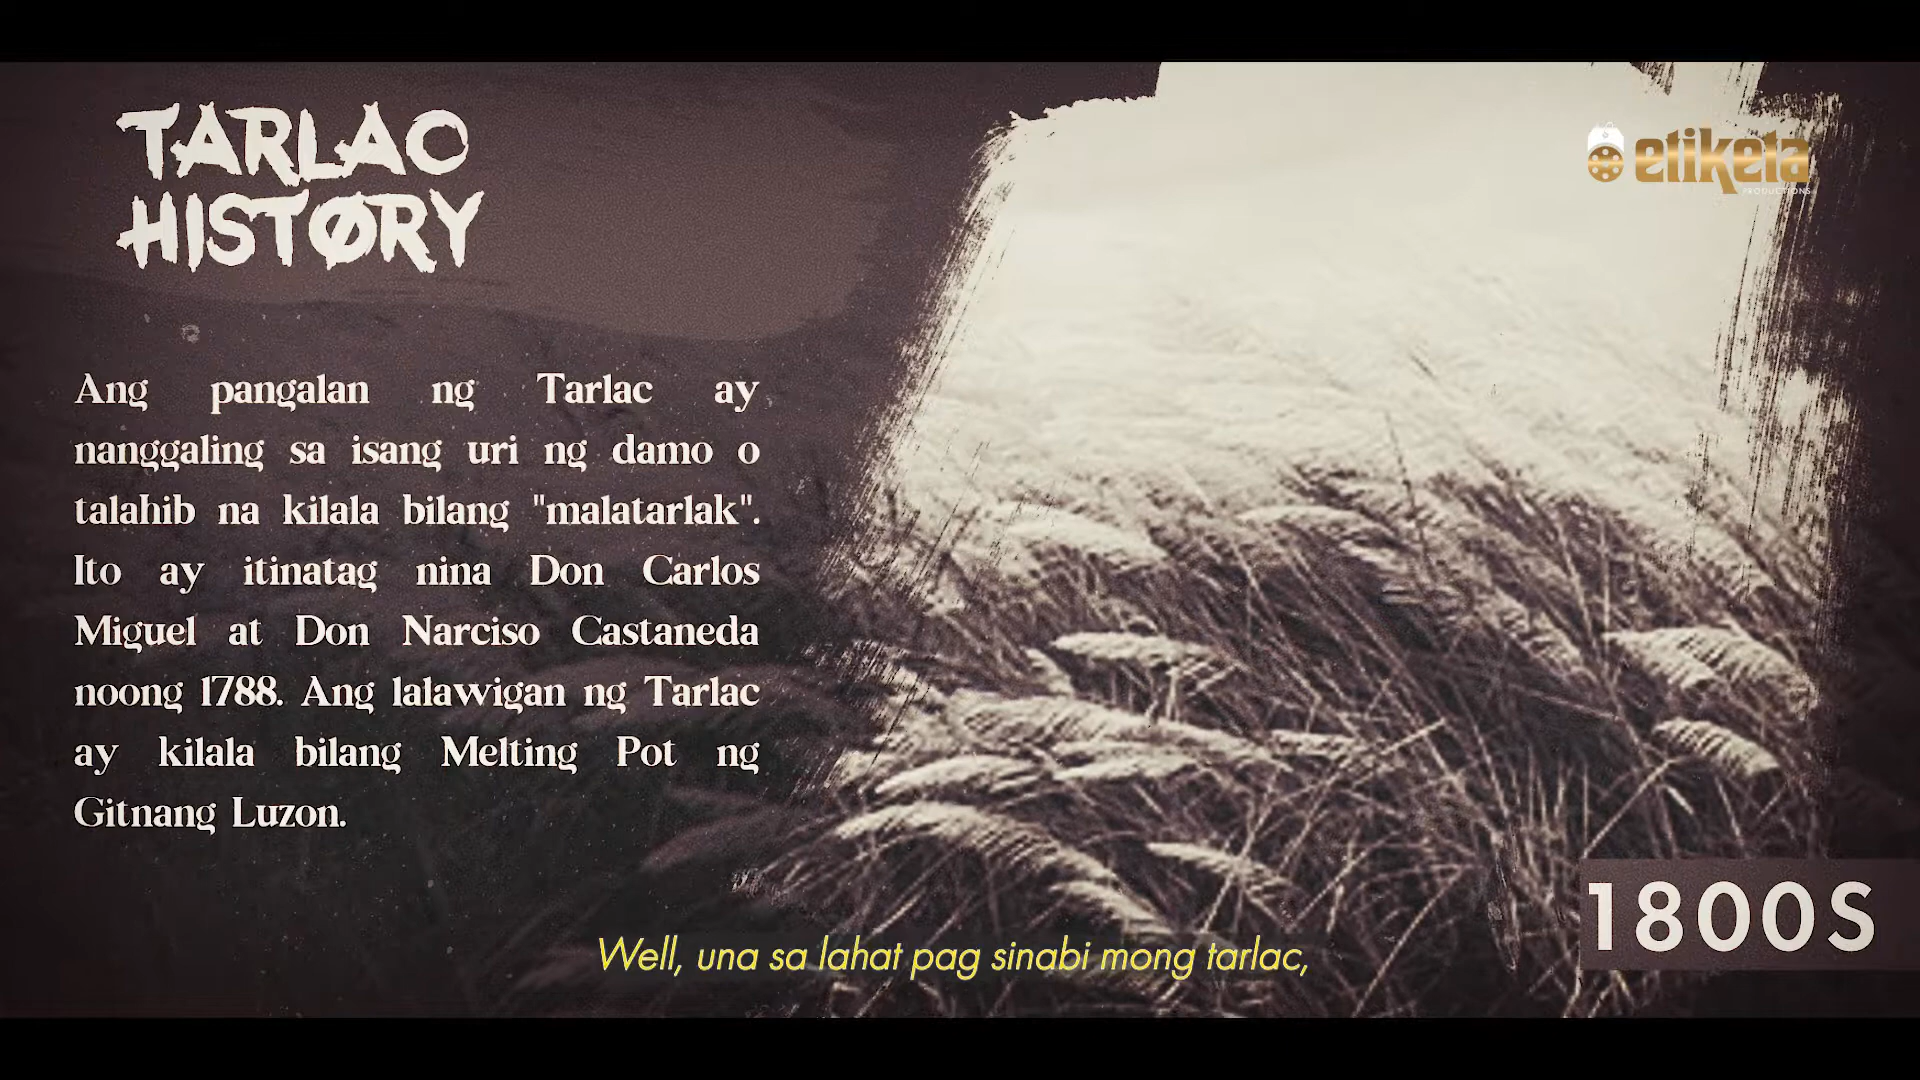 TARLAC
HISTØRY
etiketa
PRODUCTIONS
Ang pangalan ng Tarlac ay
nanggaling sa isang uri ng damo o
talahib na kilala bilang "malatarlak".
Ito ay itinatag nina Don Carlos
Miguel at Don Narciso Castaneda
noong 1788. Ang lalawigan ng Tarlac
ay kilala bilang Melting Pot ng
Gitnang Luzon.
1800S
Well, una sa lahat pag sinabi mong tarlac,